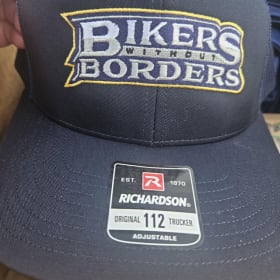 BIKERS
WITHOUT
BORDERS
EST. R 1970
RICHARDSON®
ORIGINAL 112 TRUCKER
ADJUSTABLE